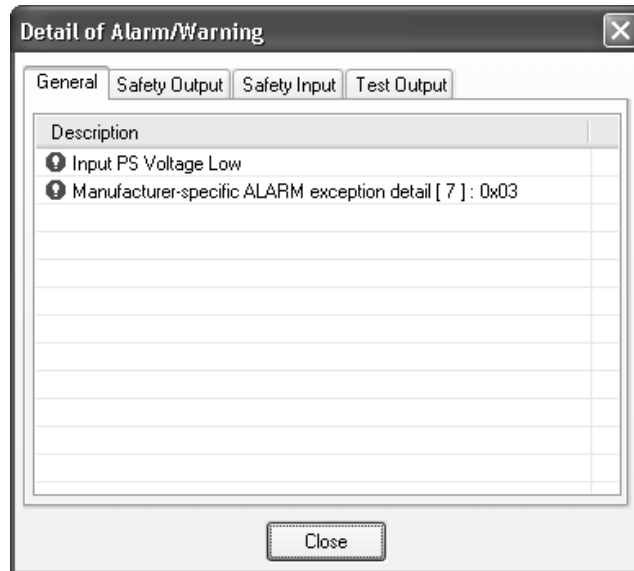 Detail of Alarm/Warning
General Safety Output Safety Input Test Output
Description
Input PS Voltage Low
Manufacturer-specific ALARM exception detail [ 7 ] : 0x03
Close